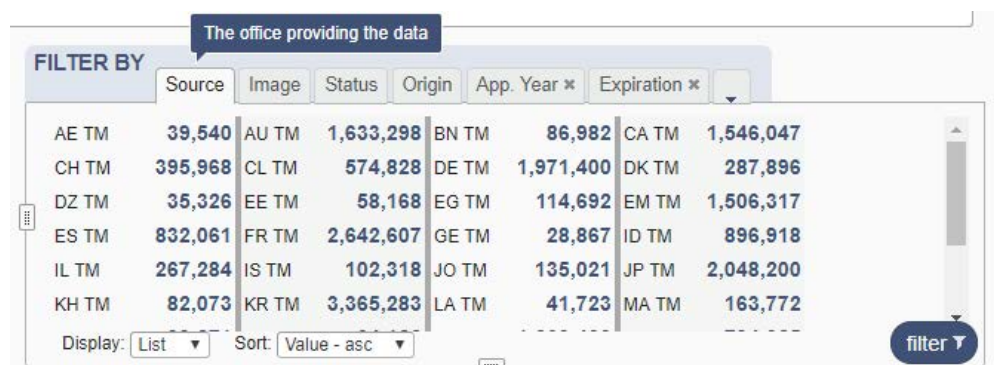 The office providing the data
FILTER BY
Source Image Status Origin App. Year × Expiration ×
AE TM 39,540 AU TM 1,633,298 BN TM 86,982 CA TM 1,546,047
CH TM 395,968 CL TM 574,828 DE TM 1,971,400 DK TM 287,896
DZ TM 35,326 EE TM 58,168 EG TM 114,692 EM TM 1,506,317
ES TM 832,061 FR TM 2,642,607 GE TM 28,867 ID TM 896,918
IL TM 267,284 IS TM 102,318 JO TM 135,021 JP TM 2,048,200
KH TM 82,073 KR TM 3,365,283 LA TM 41,723 MA TM 163,772
Display: List Sort: Value - asc filter